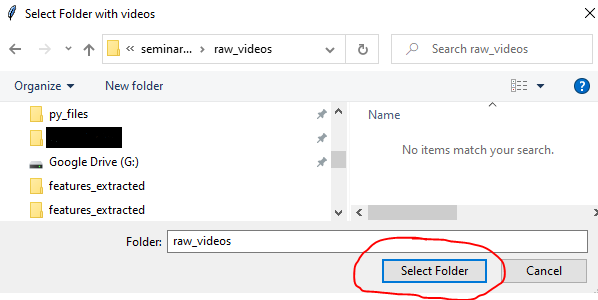 Select Folder with videos
« seminar... > raw_videos
Search raw_videos
Organize
New folder
py_files
Google Drive (G:)
features_extracted
features_extracted
Name
No items match your search.
Folder: raw_videos
Select Folder
Cancel